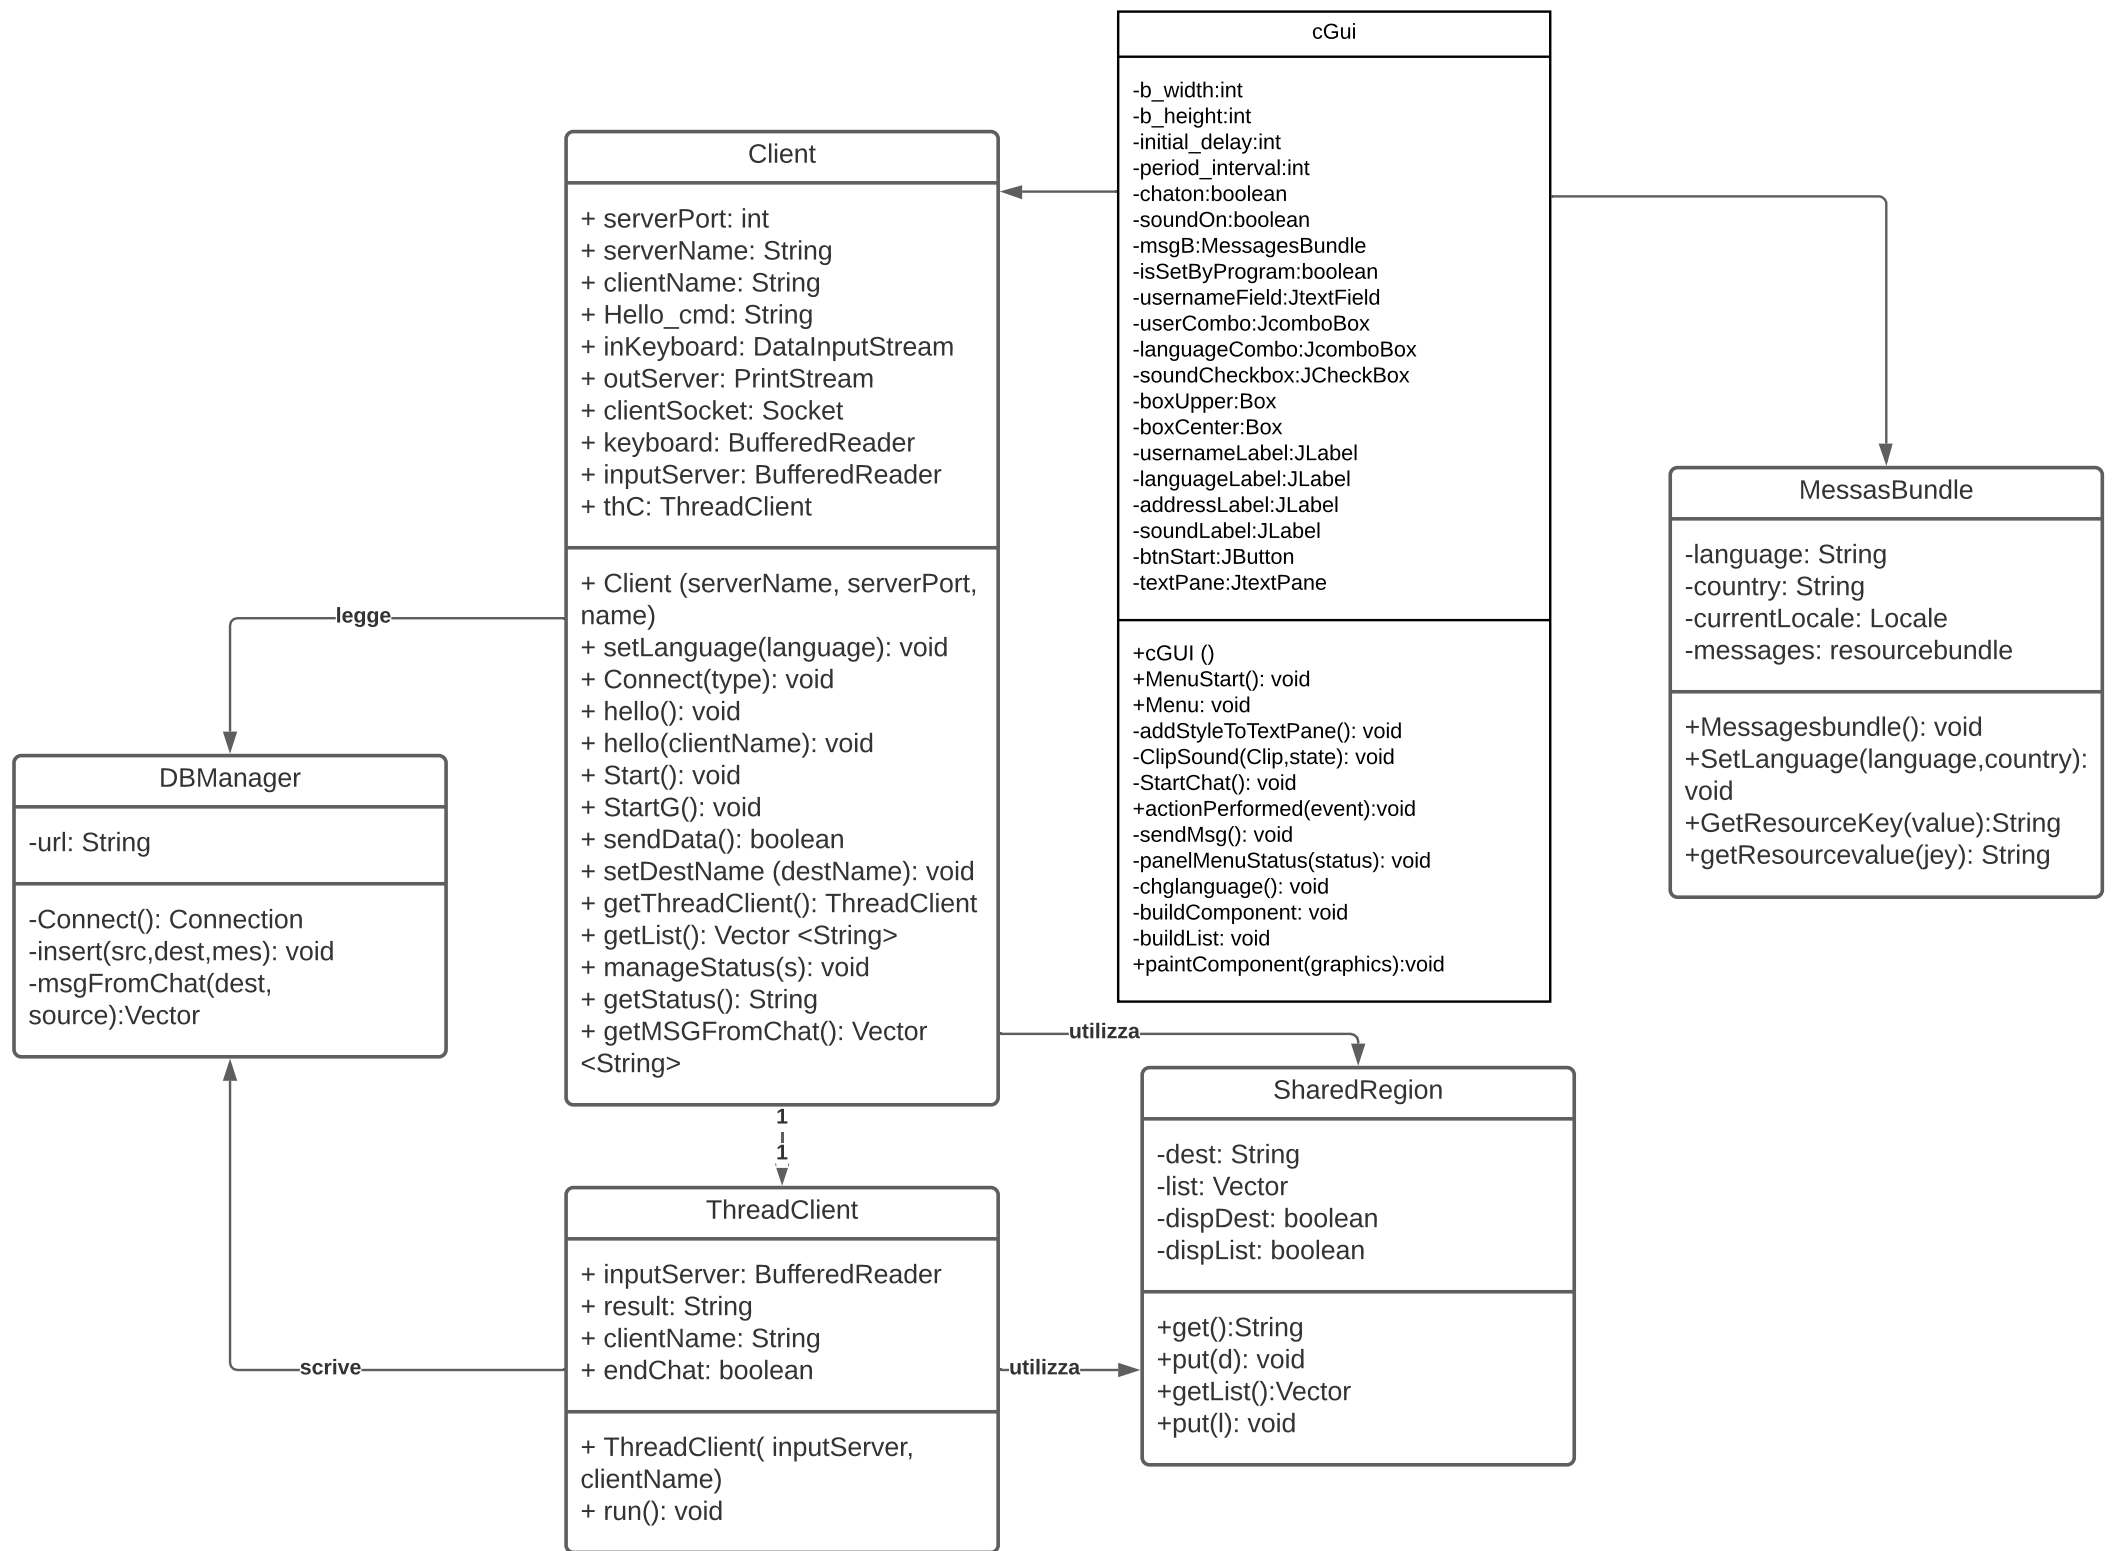 cGui
-b_width:int
-b_height:int
-initial_delay:int
-period_interval:int
-chaton:boolean
-soundOn:boolean
-msgB:MessagesBundle
-isSetByProgram:boolean
-usernameField:JtextField
-userCombo:JcomboBox
-languageCombo:JcomboBox
-soundCheckbox:JCheckBox
-boxUpper:Box
-boxCenter:Box
-usernameLabel:JLabel
-languageLabel:JLabel
-addressLabel:JLabel
-soundLabel:JLabel
-btnStart:JButton
-textPane:JtextPane
+cGUI ()
+MenuStart(): void
+Menu: void
-addStyleToTextPane(): void
-ClipSound(Clip,state): void
-StartChat(): void
+actionPerformed(event):void
-sendMsg(): void
-panelMenuStatus(status): void
-chglanguage(): void
-buildComponent: void
-buildList: void
+paintComponent(graphics):void
Client
+ serverPort: int
+ serverName: String
+ clientName: String
+ Hello_cmd: String
+ inKeyboard: DataInputStream
+ outServer: PrintStream
+ clientSocket: Socket
+ keyboard: BufferedReader
+ inputServer: BufferedReader
+ thC: ThreadClient
+ Client (serverName, serverPort,
name)
+ setLanguage(language): void
+ Connect(type): void
+ hello(): void
+ hello(clientName): void
+ Start(): void
+ StartG(): void
+ sendData(): boolean
+ setDestName (destName): void
+ getThreadClient(): ThreadClient
+ getList(): Vector <String>
+ manageStatus(s): void
+ getStatus(): String
+ getMSGFromChat(): Vector
<String>
MessasBundle
-language: String
-country: String
-currentLocale: Locale
-messages: resourcebundle
+Messagesbundle(): void
+SetLanguage(language,country):
void
+GetResourceKey(value):String
+getResourcevalue(jey): String
legge
DBManager
-url: String
-Connect(): Connection
-insert(src,dest,mes): void
-msgFromChat(dest,
source):Vector
utilizza
SharedRegion
-dest: String
-list: Vector
-dispDest: boolean
-dispList: boolean
+get():String
+put(d): void
+getList():Vector
+put(l): void
1
1
ThreadClient
+ inputServer: BufferedReader
+ result: String
+ clientName: String
+ endChat: boolean
+ ThreadClient( inputServer,
clientName)
+ run(): void
scrive
utilizza